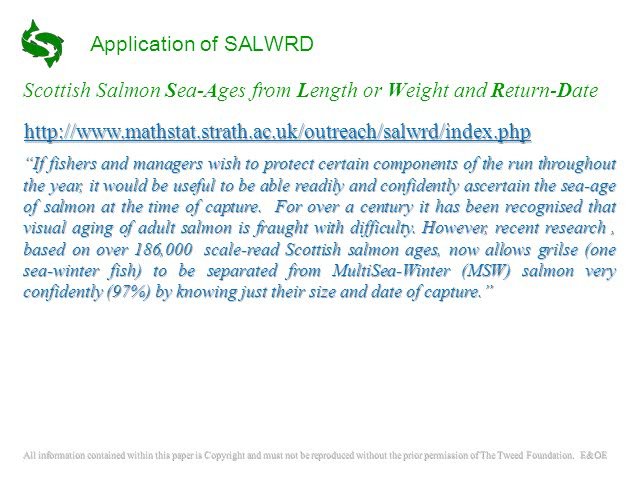 Application of SALWRD
Scottish Salmon Sea-Ages from Length or Weight and Return-Date
http://www.mathstat.strath.ac.uk/outreach/salwrd/index.php
“If fishers and managers wish to protect certain components of the run throughout
the year, it would be useful to be able readily and confidently ascertain the sea-age
of salmon at the time of capture. For over a century it has been recognised that
visual aging of adult salmon is fraught with difficulty. However, recent research ,
based on over 186,000 scale-read Scottish salmon ages, now allows grilse (one
sea-winter fish) to be separated from MultiSea-Winter (MSW) salmon very
confidently (97%) by knowing just their size and date of capture.”
All information contained within this paper is Copyright and must not be reproduced without the prior permission of The Tweed Foundation. E&OE